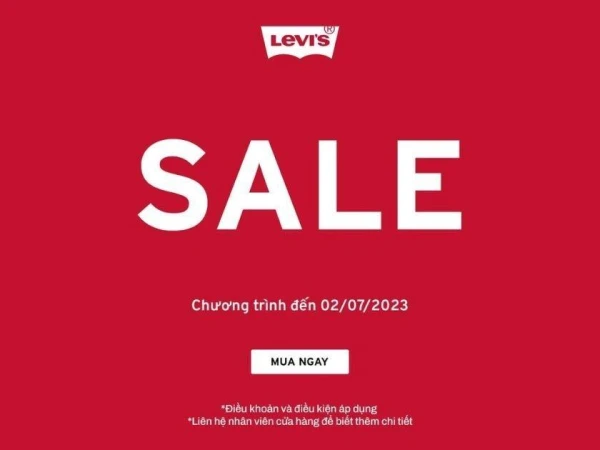 LEVI'S®
SALE
Chương trình đến 02/07/2023
MUA NGAY
*Điều khoản và điều kiện áp dụng
*Liên hệ nhân viên cửa hàng để biết thêm chi tiết